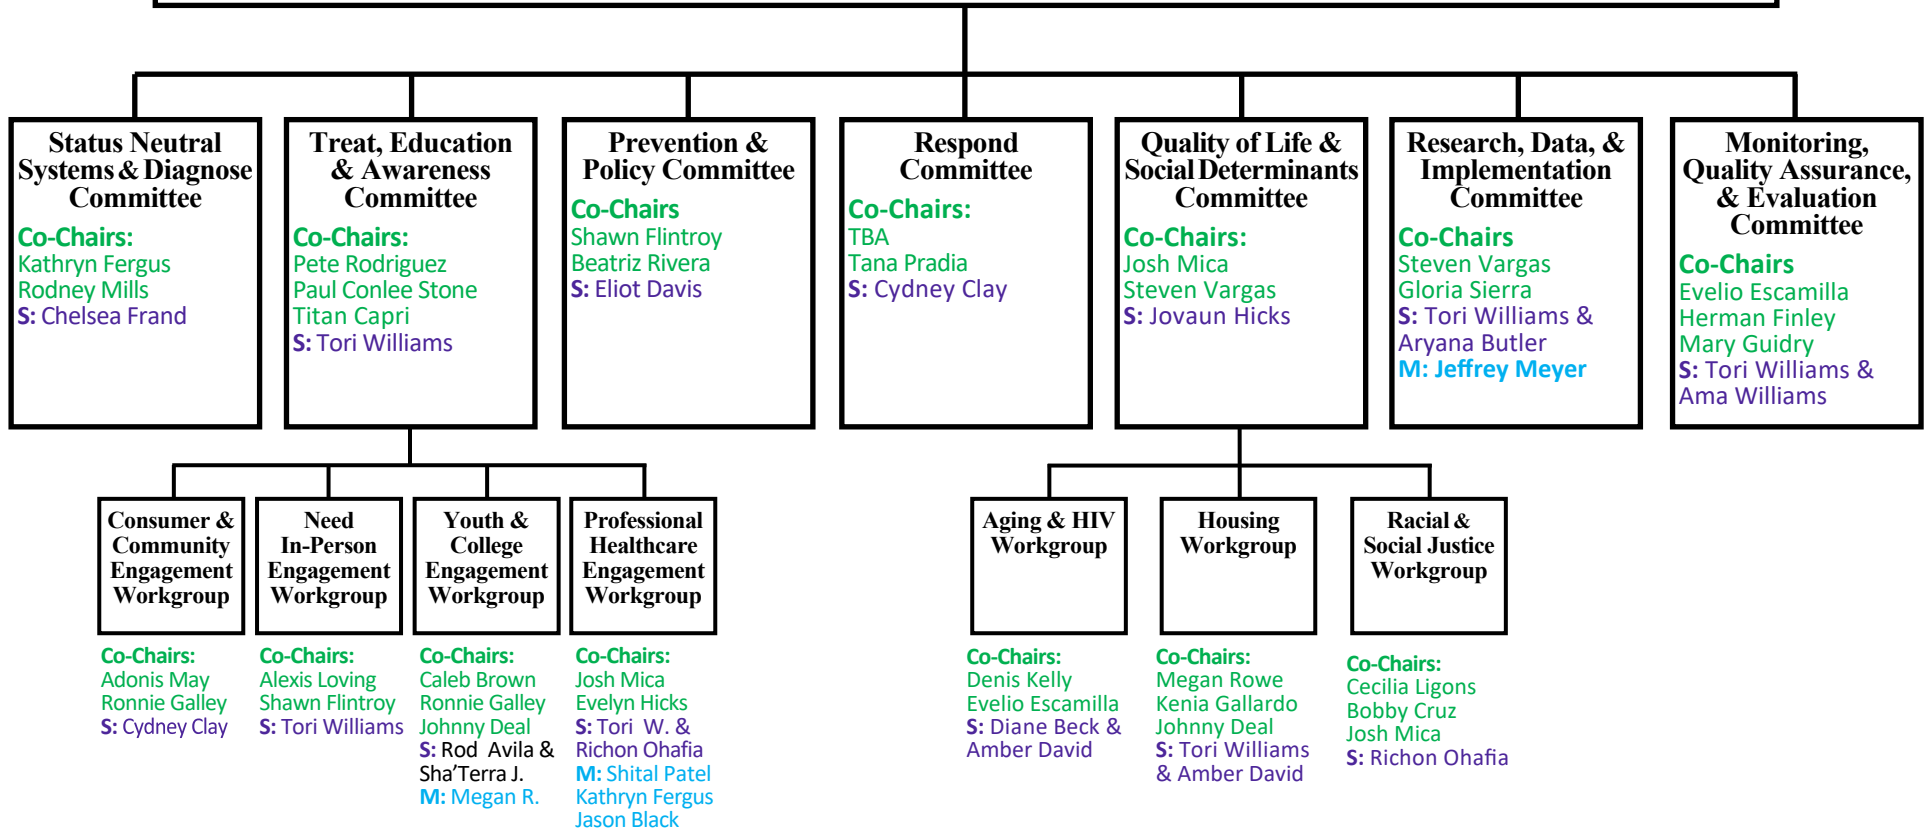 Status Neutral
Systems & Diagnose
Committee
Co-Chairs:
Kathryn Fergus
Rodney Mills
S: Chelsea Frand
Treat, Education
& Awareness
Committee
Co-Chairs:
Pete Rodriguez
Paul Conlee Stone
Titan Capri
S: Tori Williams
Prevention &
Policy Committee
Co-Chairs
Shawn Flintroy
Beatriz Rivera
S: Eliot Davis
Respond
Committee
Co-Chairs:
TBA
Tana Pradia
S: Cydney Clay
Quality of Life &
Social Determinants
Committee
Co-Chairs:
Josh Mica
Steven Vargas
S: Jovaun Hicks
Research, Data, &
Implementation
Committee
Co-Chairs
Steven Vargas
Gloria Sierra
S: Tori Williams &
Aryana Butler
M: Jeffrey Meyer
Monitoring,
Quality Assurance,
& Evaluation
Committee
Co-Chairs
Evelio Escamilla
Herman Finley
Mary Guidry
S: Tori Williams &
Ama Williams
Consumer &
Community
Engagement
Workgroup
Co-Chairs:
Adonis May
Ronnie Galley
S: Cydney Clay
Need
In-Person
Engagement
Workgroup
Co-Chairs:
Alexis Loving
Shawn Flintroy
S: Tori Williams
Youth &
College
Engagement
Workgroup
Co-Chairs:
Caleb Brown
Ronnie Galley
Johnny Deal
S: Rod Avila &
Sha'Terra J.
M: Megan R.
Professional
Healthcare
Engagement
Workgroup
Co-Chairs:
Josh Mica
Evelyn Hicks
S: Tori W. &
Richon Ohafia
M: Shital Patel
Kathryn Fergus
Jason Black
Aging & HIV
Workgroup
Co-Chairs:
Denis Kelly
Evelio Escamilla
S: Diane Beck &
Amber David
Housing
Workgroup
Co-Chairs:
Megan Rowe
Kenia Gallardo
Johnny Deal
S: Tori Williams
& Amber David
Racial &
Social Justice
Workgroup
Co-Chairs:
Cecilia Ligons
Bobby Cruz
Josh Mica
S: Richon Ohafia